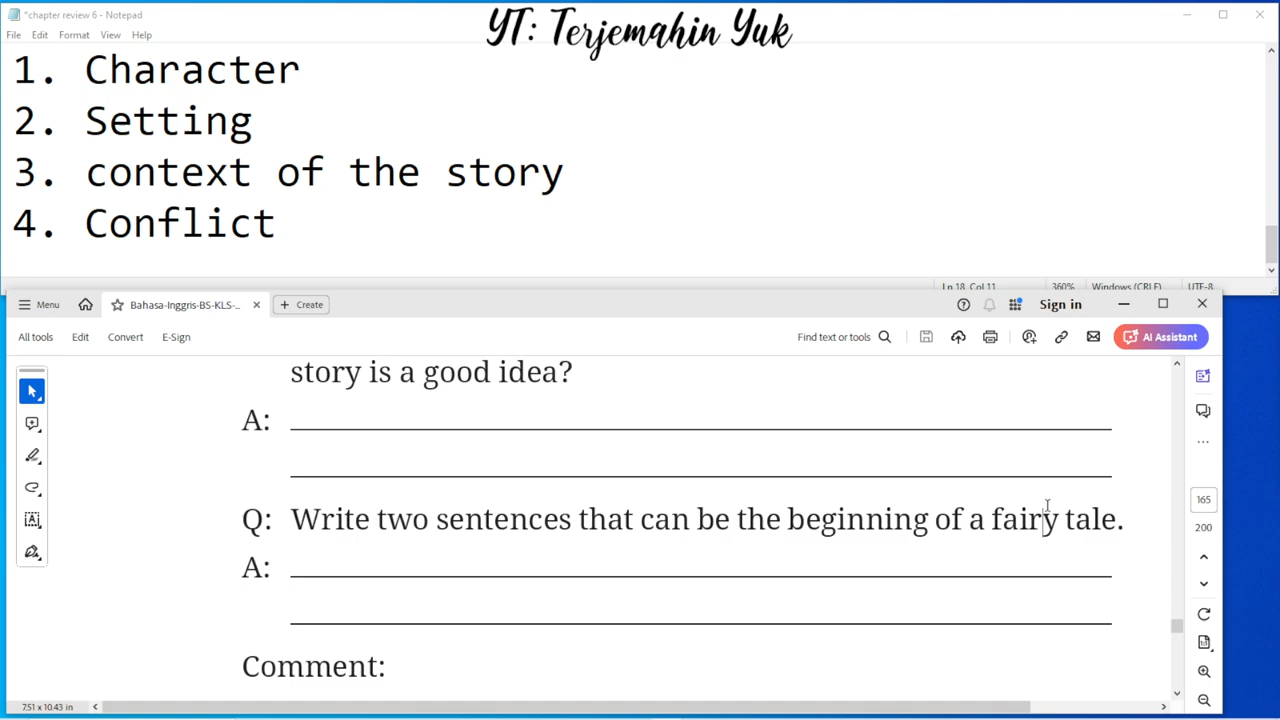 *chapter review 6 - Notepad
YT: Terjemahin Yuk
File Edit Format View Help
1. Character
2. Setting
3. context of the story
4. Conflict
Ln 18, Col 11 360% Windows (CRLF) UTF-8
Menu Bahasa-Inggris-BS-KLS-... Create Sign in
All tools Edit Convert E-Sign Find text or tools AI Assistant
story is a good idea?
A:
Q: Write two sentences that can be the beginning of a fairy tale.
A:
Comment:
165
200
7.51 x 10.43 in